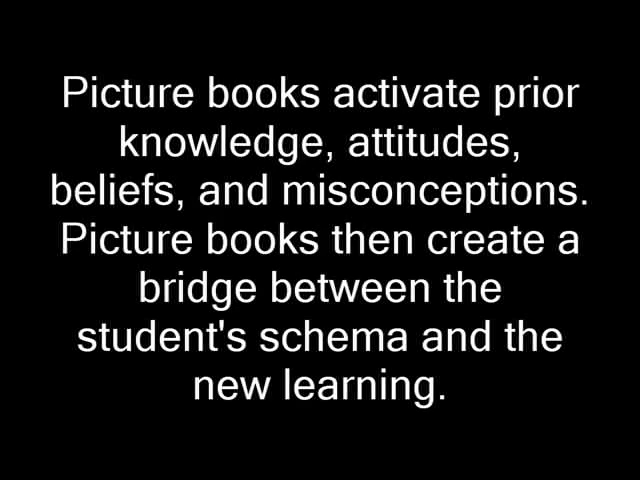 Picture books activate prior
knowledge, attitudes,
beliefs, and misconceptions.
Picture books then create a
bridge between the
student's schema and the
new learning.